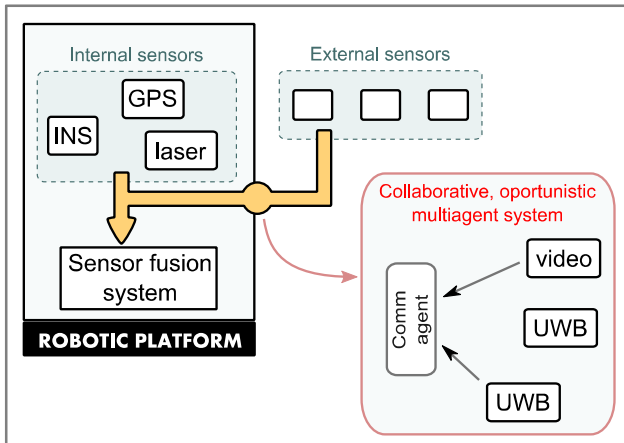 Internal sensors
GPS
INS
laser
Sensor fusion
system
ROBOTIC PLATFORM
External sensors
Collaborative, oportunistic
multiagent system
Comm
agent
video
UWB
UWB